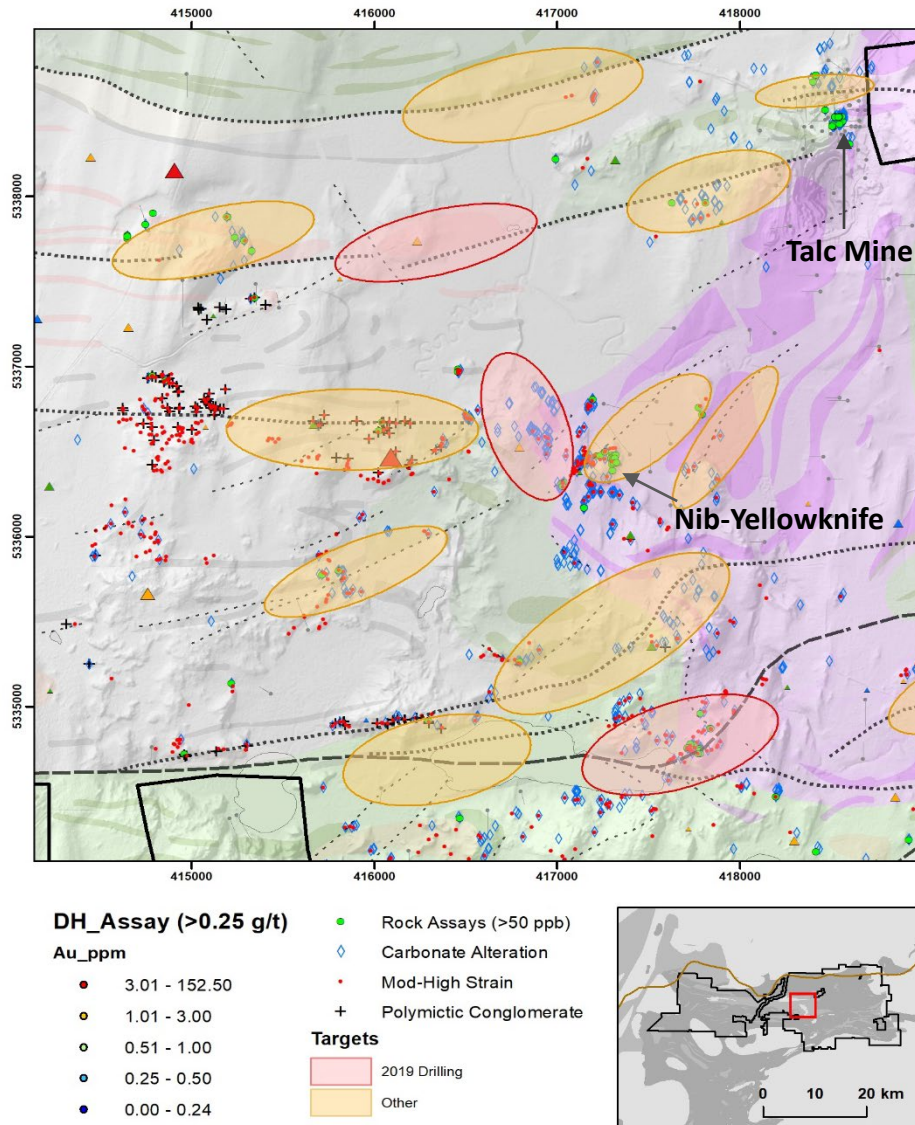 415000 416000 417000 418000
5338000
5337000
5336000
5335000
Talc Mine
Nib-Yellowknife
415000 416000 417000 418000
DH_Assay (>0.25 g/t)
Au_ppm
3.01 - 152.50
1.01 - 3.00
0.51 - 1.00
0.25 - 0.50
0.00 - 0.24
Rock Assays (>50 ppb)
Carbonate Alteration
Mod-High Strain
Polymictic Conglomerate
Targets
2019 Drilling
Other
0 10 20 km